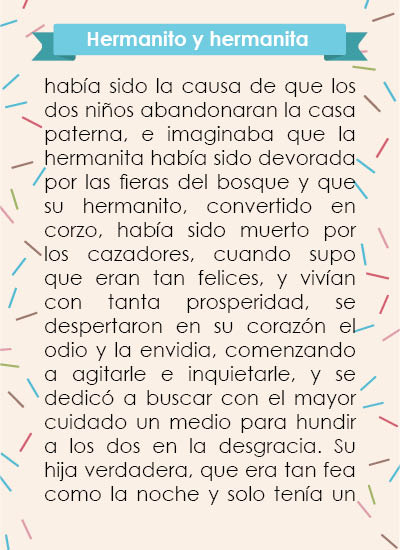 Hermanito y hermanita
había sido la causa de que los
dos niños abandonaran la casa
paterna, e imaginaba que la
hermanita había sido devorada
por las fieras del bosque y que
su hermanito, convertido en
corzo, había sido muerto por
los cazadores, cuando supo
que eran tan felices, y vivían
con tanta prosperidad, se
despertaron en su corazón el
odio y la envidia, comenzando
a agitarle e inquietarle, y se
dedicó a buscar con el mayor
cuidado un medio para hundir
a los dos en la desgracia. Su
hija verdadera, que era tan fea
como la noche y solo tenía un